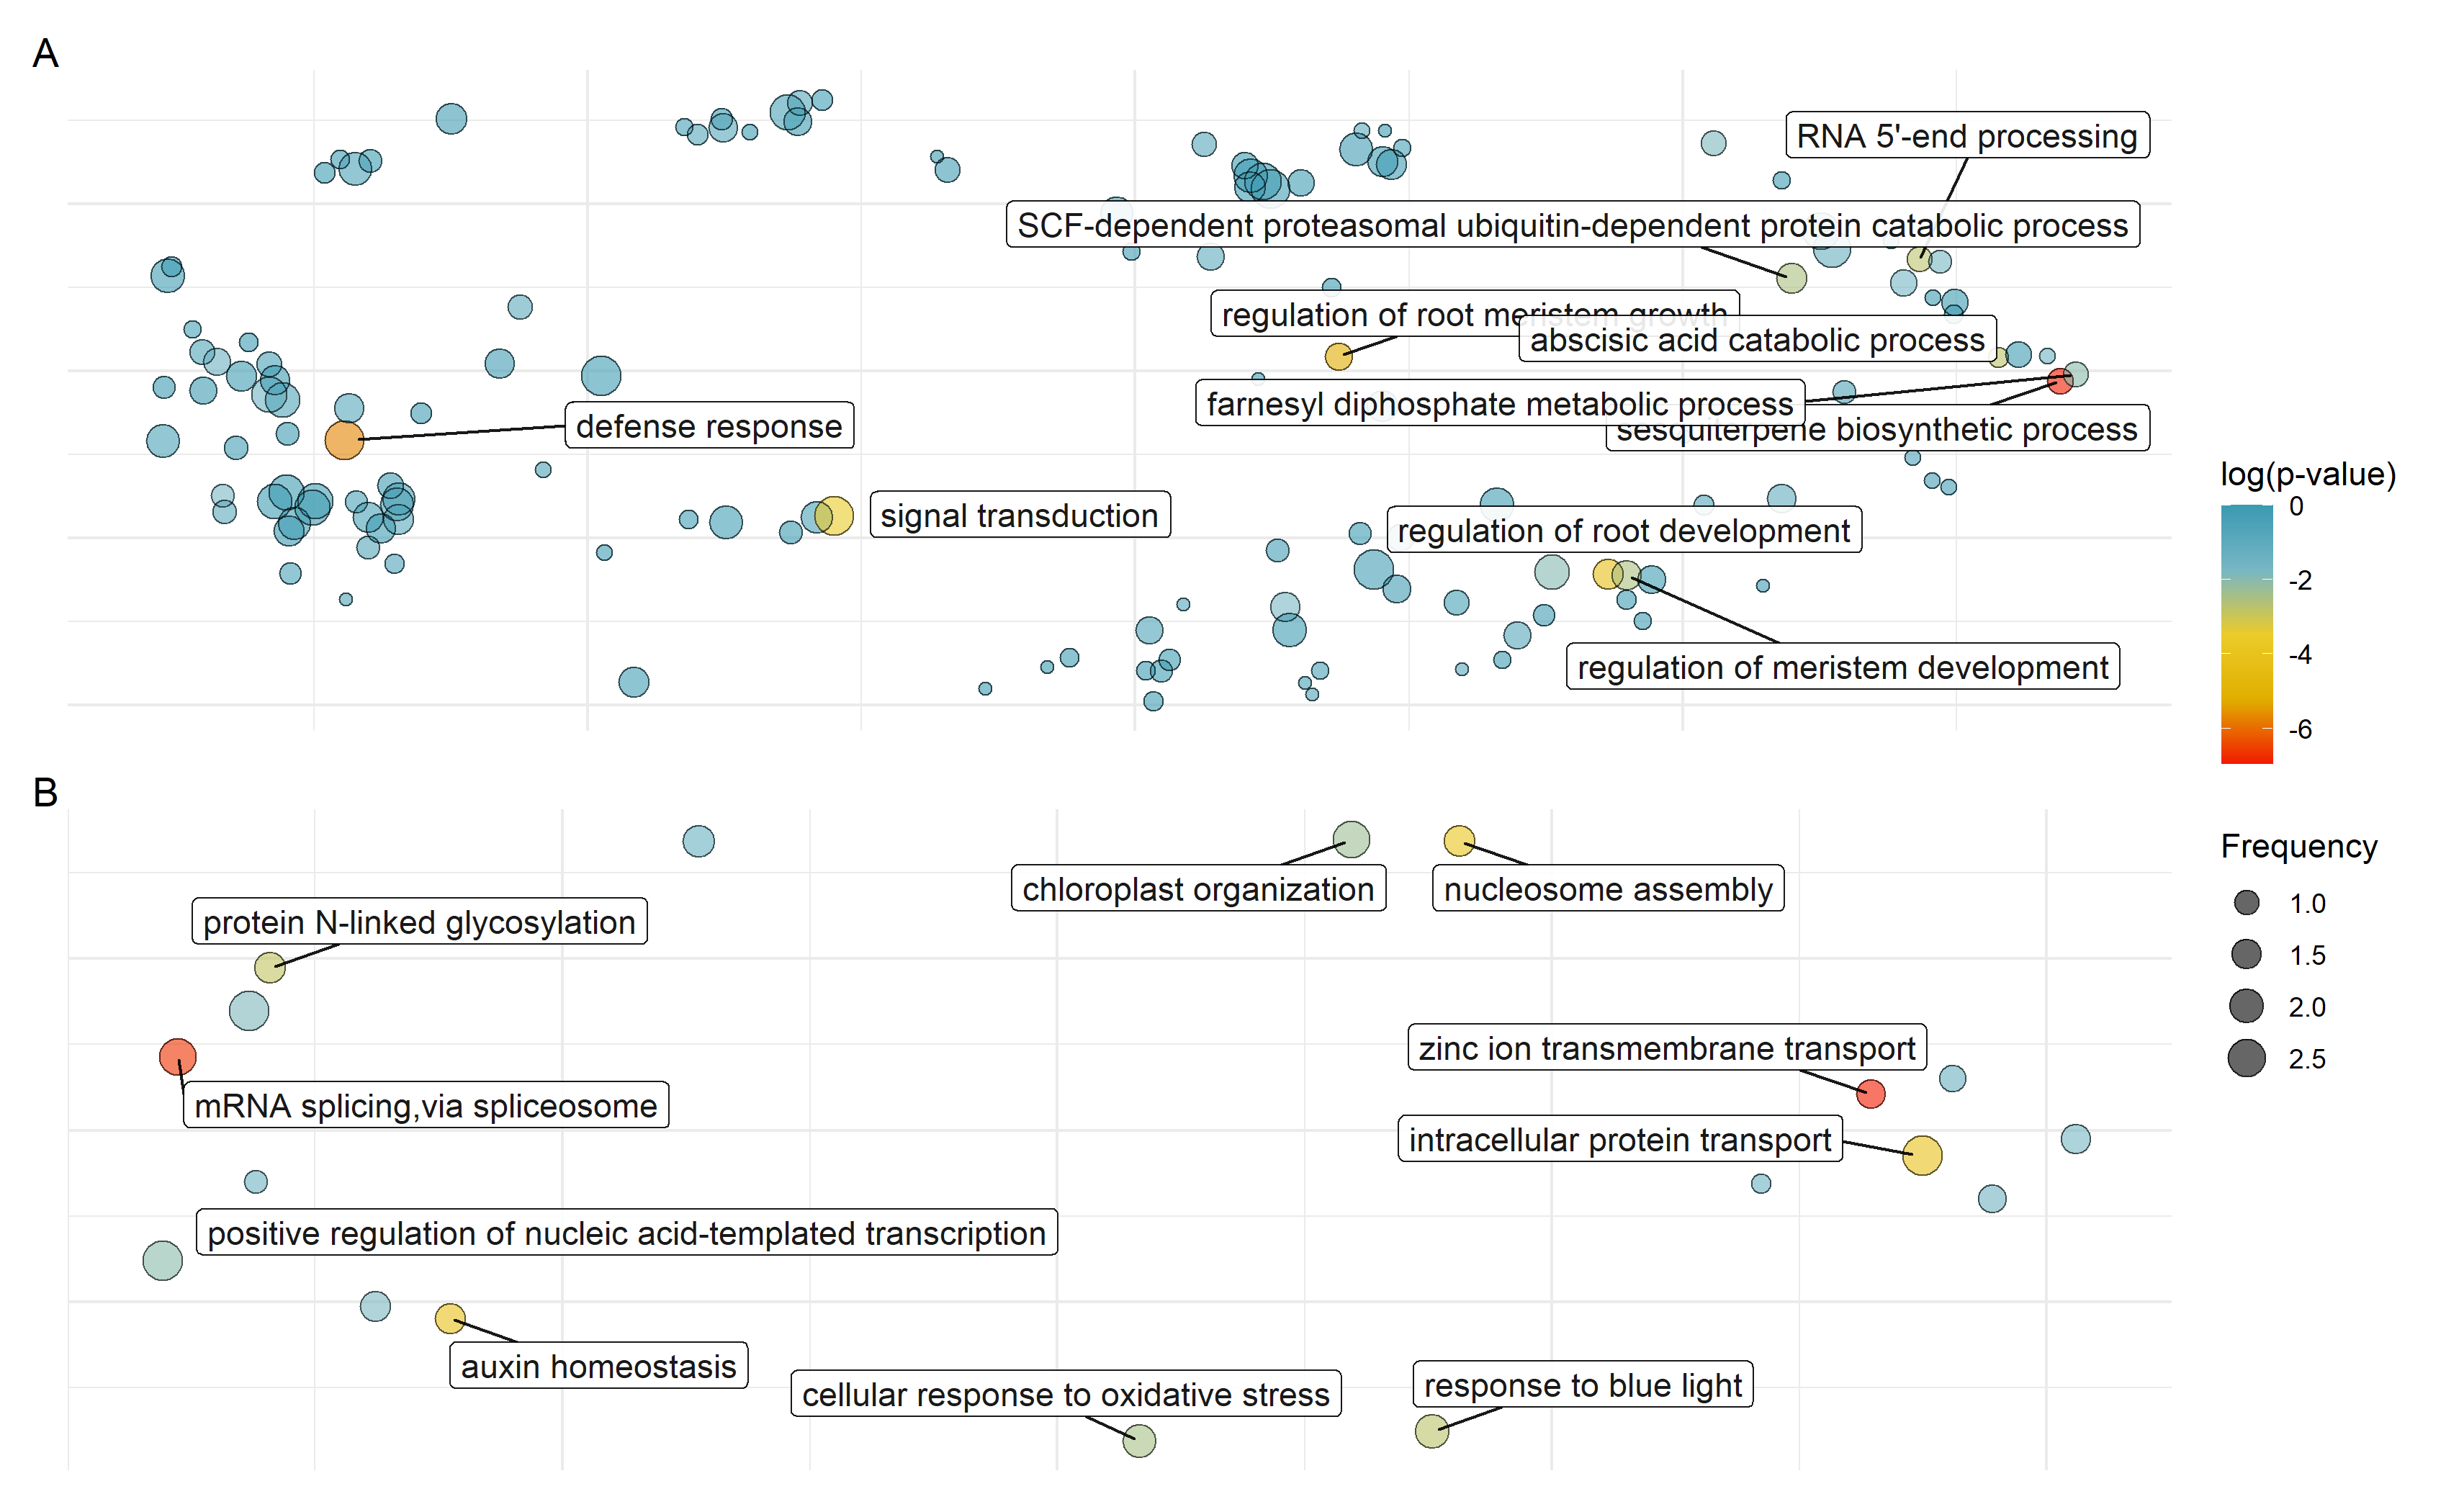 A
RNA 5'-end processing
SCF-dependent proteasomal ubiquitin-dependent protein catabolic process
regulation of root meristem growth
abscisic acid catabolic process
farnesyl diphosphate metabolic process
defense response
sesquiterpene biosynthetic process
signal transduction
regulation of root development
regulation of meristem development
log(p-value)
0
-2
-4
-6
B
chloroplast organization
nucleosome assembly
protein N-linked glycosylation
zinc ion transmembrane transport
mRNA splicing,via spliceosome
intracellular protein transport
positive regulation of nucleic acid-templated transcription
auxin homeostasis
cellular response to oxidative stress
response to blue light
Frequency
1.0
1.5
2.0
2.5